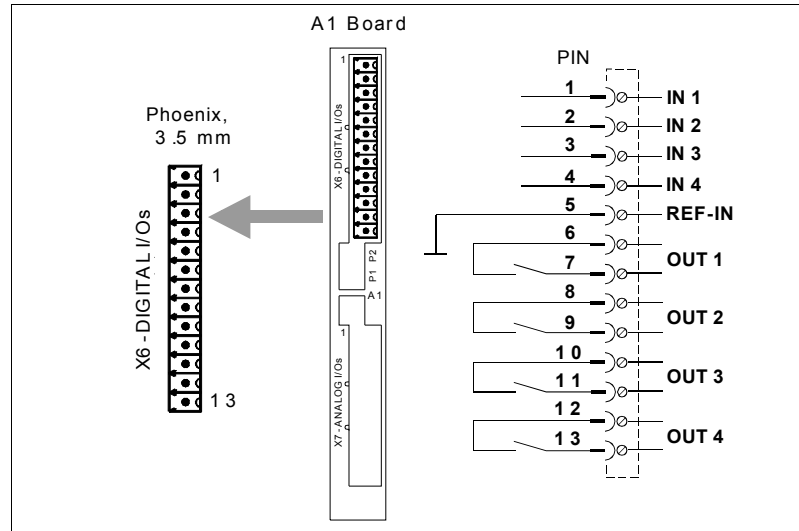 A1 Board
Phoenix,
3.5 mm
1
X6-DIGITAL I/Os
13
1
X6-DIGITAL I/Os
P1 P2
A1
1
X7-ANALOG I/Os
PIN
1 IN 1
2 IN 2
3 IN 3
4 IN 4
5 REF-IN
6
OUT 1
7
8
OUT 2
9
10
OUT 3
11
12
OUT 4
13